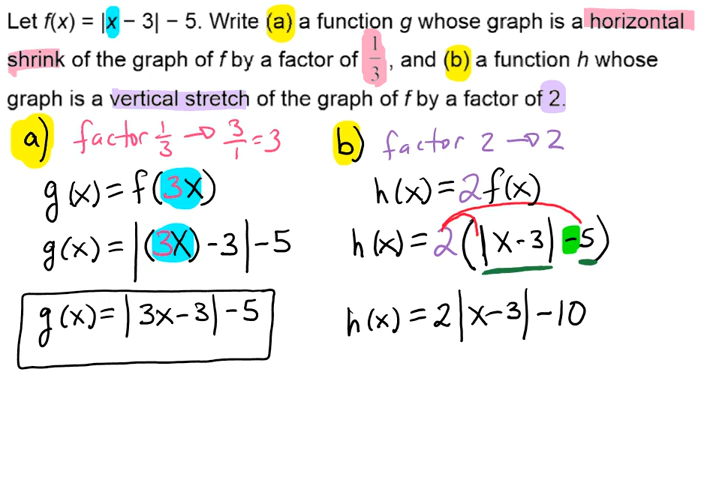 Let f(x) = |x − 3| − 5. Write (a) a function g whose graph is a horizontal
shrink of the graph of f by a factor of 1/3, and (b) a function h whose
graph is a vertical stretch of the graph of f by a factor of 2.
a) factor 1/3 → 3/1 = 3
g(x) = f(3x)
g(x) = |(3x) - 3| - 5
g(x) = |3x - 3| - 5
b) factor 2 → 2
h(x) = 2f(x)
h(x) = 2(|x - 3| - 5)
h(x) = 2|x - 3| - 10